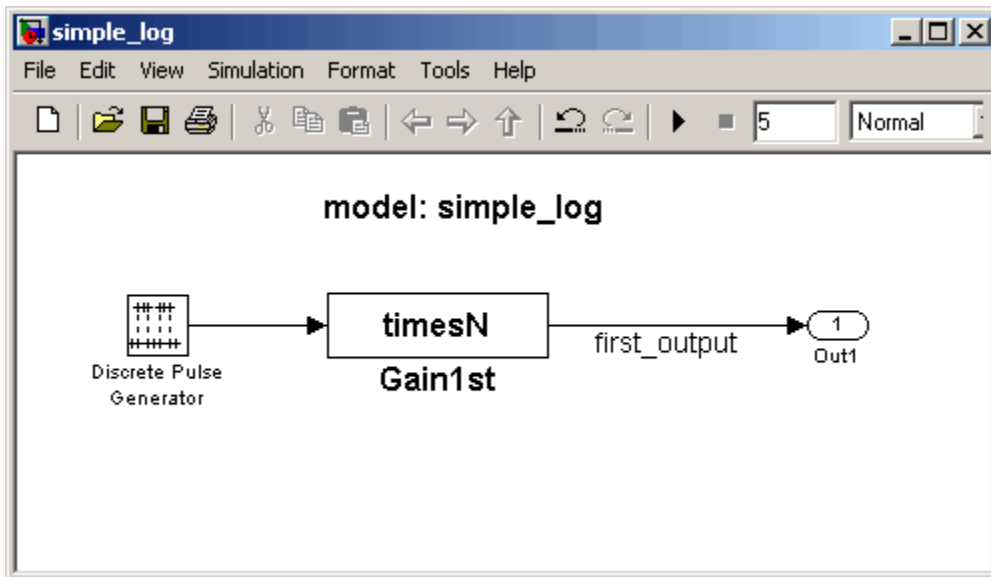 simple_log
File Edit View Simulation Format Tools Help
5 Normal
model: simple_log
timesN
Gain1st
first_output
1
Out1
Discrete Pulse
Generator